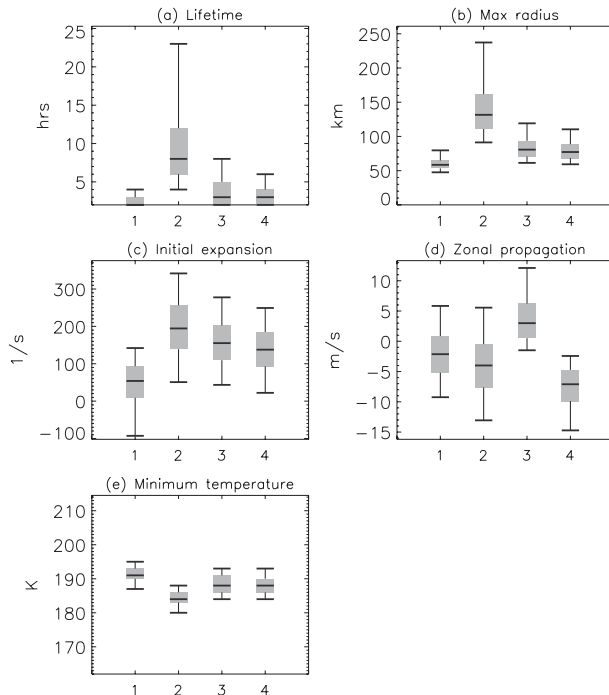 (a) Lifetime
(b) Max radius
25
20
15
10
5
hrs
1 2 3 4
250
200
150
100
50
0
km
1 2 3 4
(c) Initial expansion
(d) Zonal propagation
300
200
100
0
−100
1/s
1 2 3 4
10
5
0
−5
−10
−15
m/s
1 2 3 4
(e) Minimum temperature
210
200
190
180
170
K
1 2 3 4